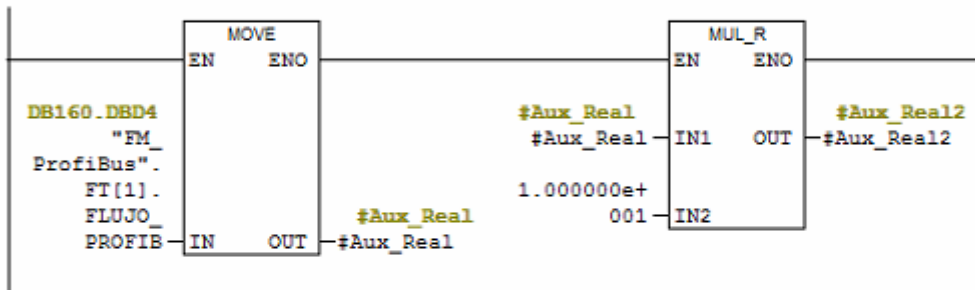 MOVE
EN ENO
DB160.DBD4
"FM_
ProfiBus".
FT[1].
FLUJO_
PROFIB IN OUT #Aux_Real
#Aux_Real
MUL_R
EN ENO
#Aux_Real
#Aux_Real IN1 OUT #Aux_Real2
#Aux_Real2
1.000000e+
001 IN2